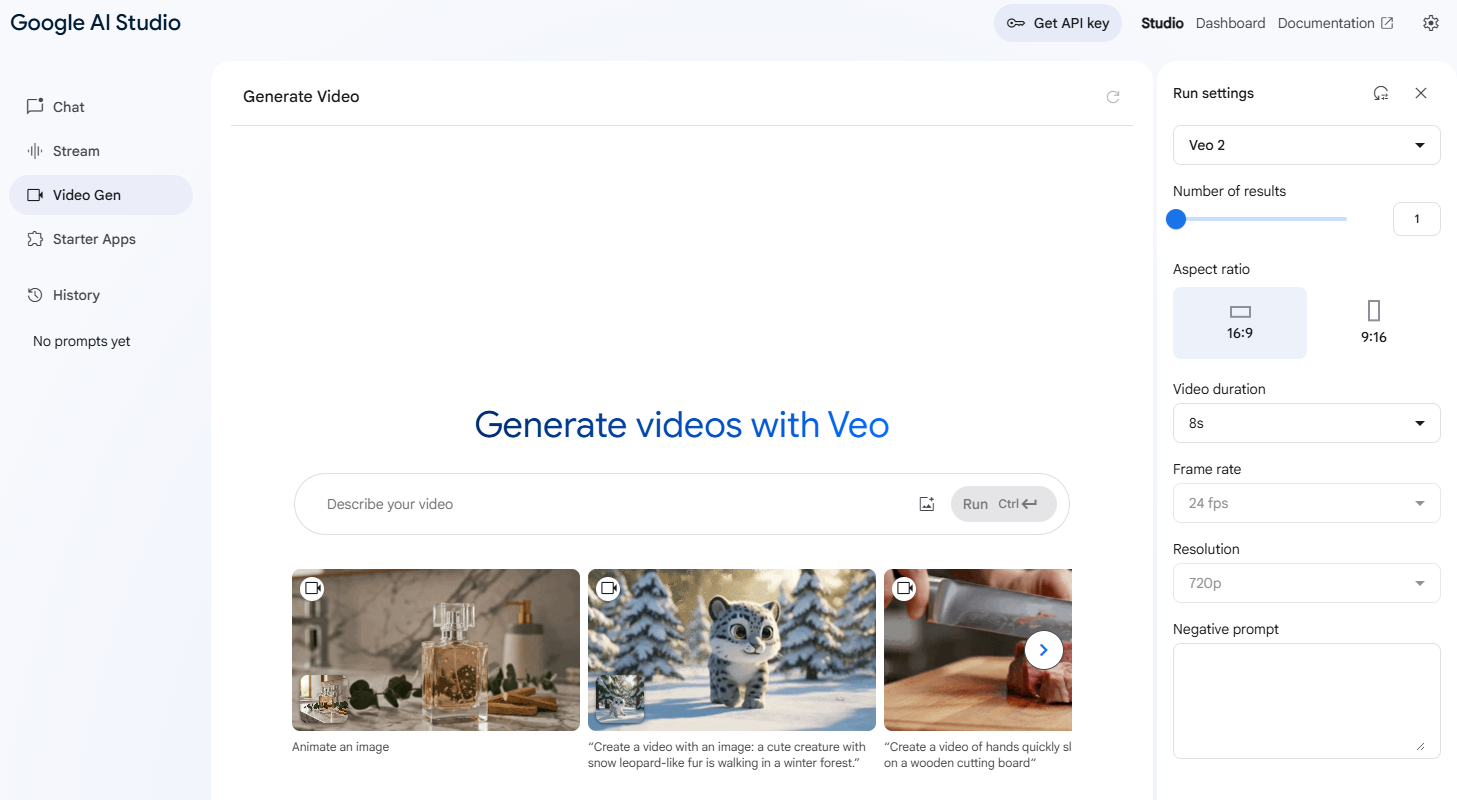 Google AI Studio
Get API key
Studio
Dashboard
Documentation
Chat
Stream
Video Gen
Starter Apps
History
No prompts yet
Generate Video
Generate videos with Veo
Describe your video
Run Ctrl
Animate an image
“Create a video with an image: a cute creature with
snow leopard-like fur is walking in a winter forest.”
“Create a video of hands quickly sl
on a wooden cutting board“
Run settings
Veo 2
Number of results
1
Aspect ratio
16:9
9:16
Video duration
8s
Frame rate
24 fps
Resolution
720p
Negative prompt